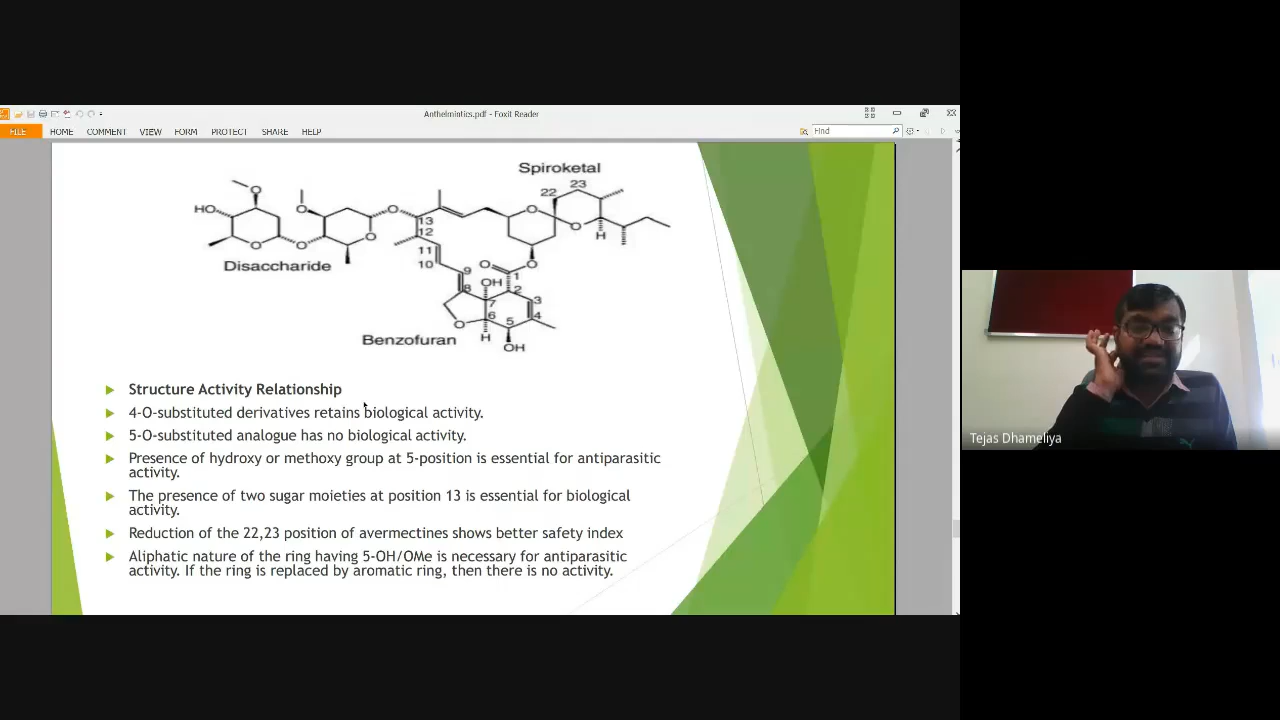 Anthelmintics.pdf - Foxit Reader
FILE HOME COMMENT VIEW FORM PROTECT SHARE HELP Find
Spiroketal
23
22
HO
O
O
O
O
O
O
O
13
12
H
Disaccharide
11
10
9
O
O
1
OH
2
8
7
3
O
6
5
4
H
OH
Benzofuran
Structure Activity Relationship
4-O-substituted derivatives retains biological activity.
5-O-substituted analogue has no biological activity.
Presence of hydroxy or methoxy group at 5-position is essential for antiparasitic
activity.
The presence of two sugar moieties at position 13 is essential for biological
activity.
Reduction of the 22,23 position of avermectines shows better safety index
Aliphatic nature of the ring having 5-OH/OMe is necessary for antiparasitic
activity. If the ring is replaced by aromatic ring, then there is no activity.
Tejas Dhameliya